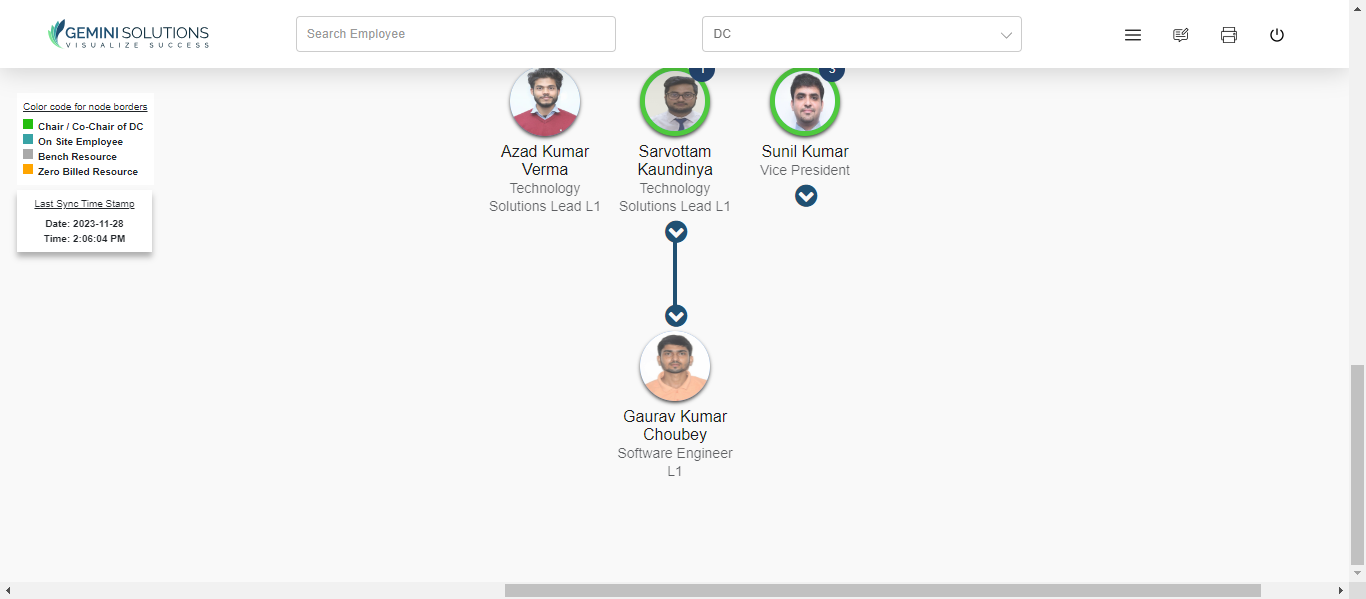 GEMINI SOLUTIONS
VISUALIZE SUCCESS
Search Employee
DC
Color code for node borders
Chair / Co-Chair of DC
On Site Employee
Bench Resource
Zero Billed Resource
Last Sync Time Stamp
Date: 2023-11-28
Time: 2:06:04 PM
Azad Kumar
Verma
Technology
Solutions Lead L1
Sarvottam
Kaundinya
Technology
Solutions Lead L1
Sunil Kumar
Vice President
Gaurav Kumar
Choubey
Software Engineer
L1